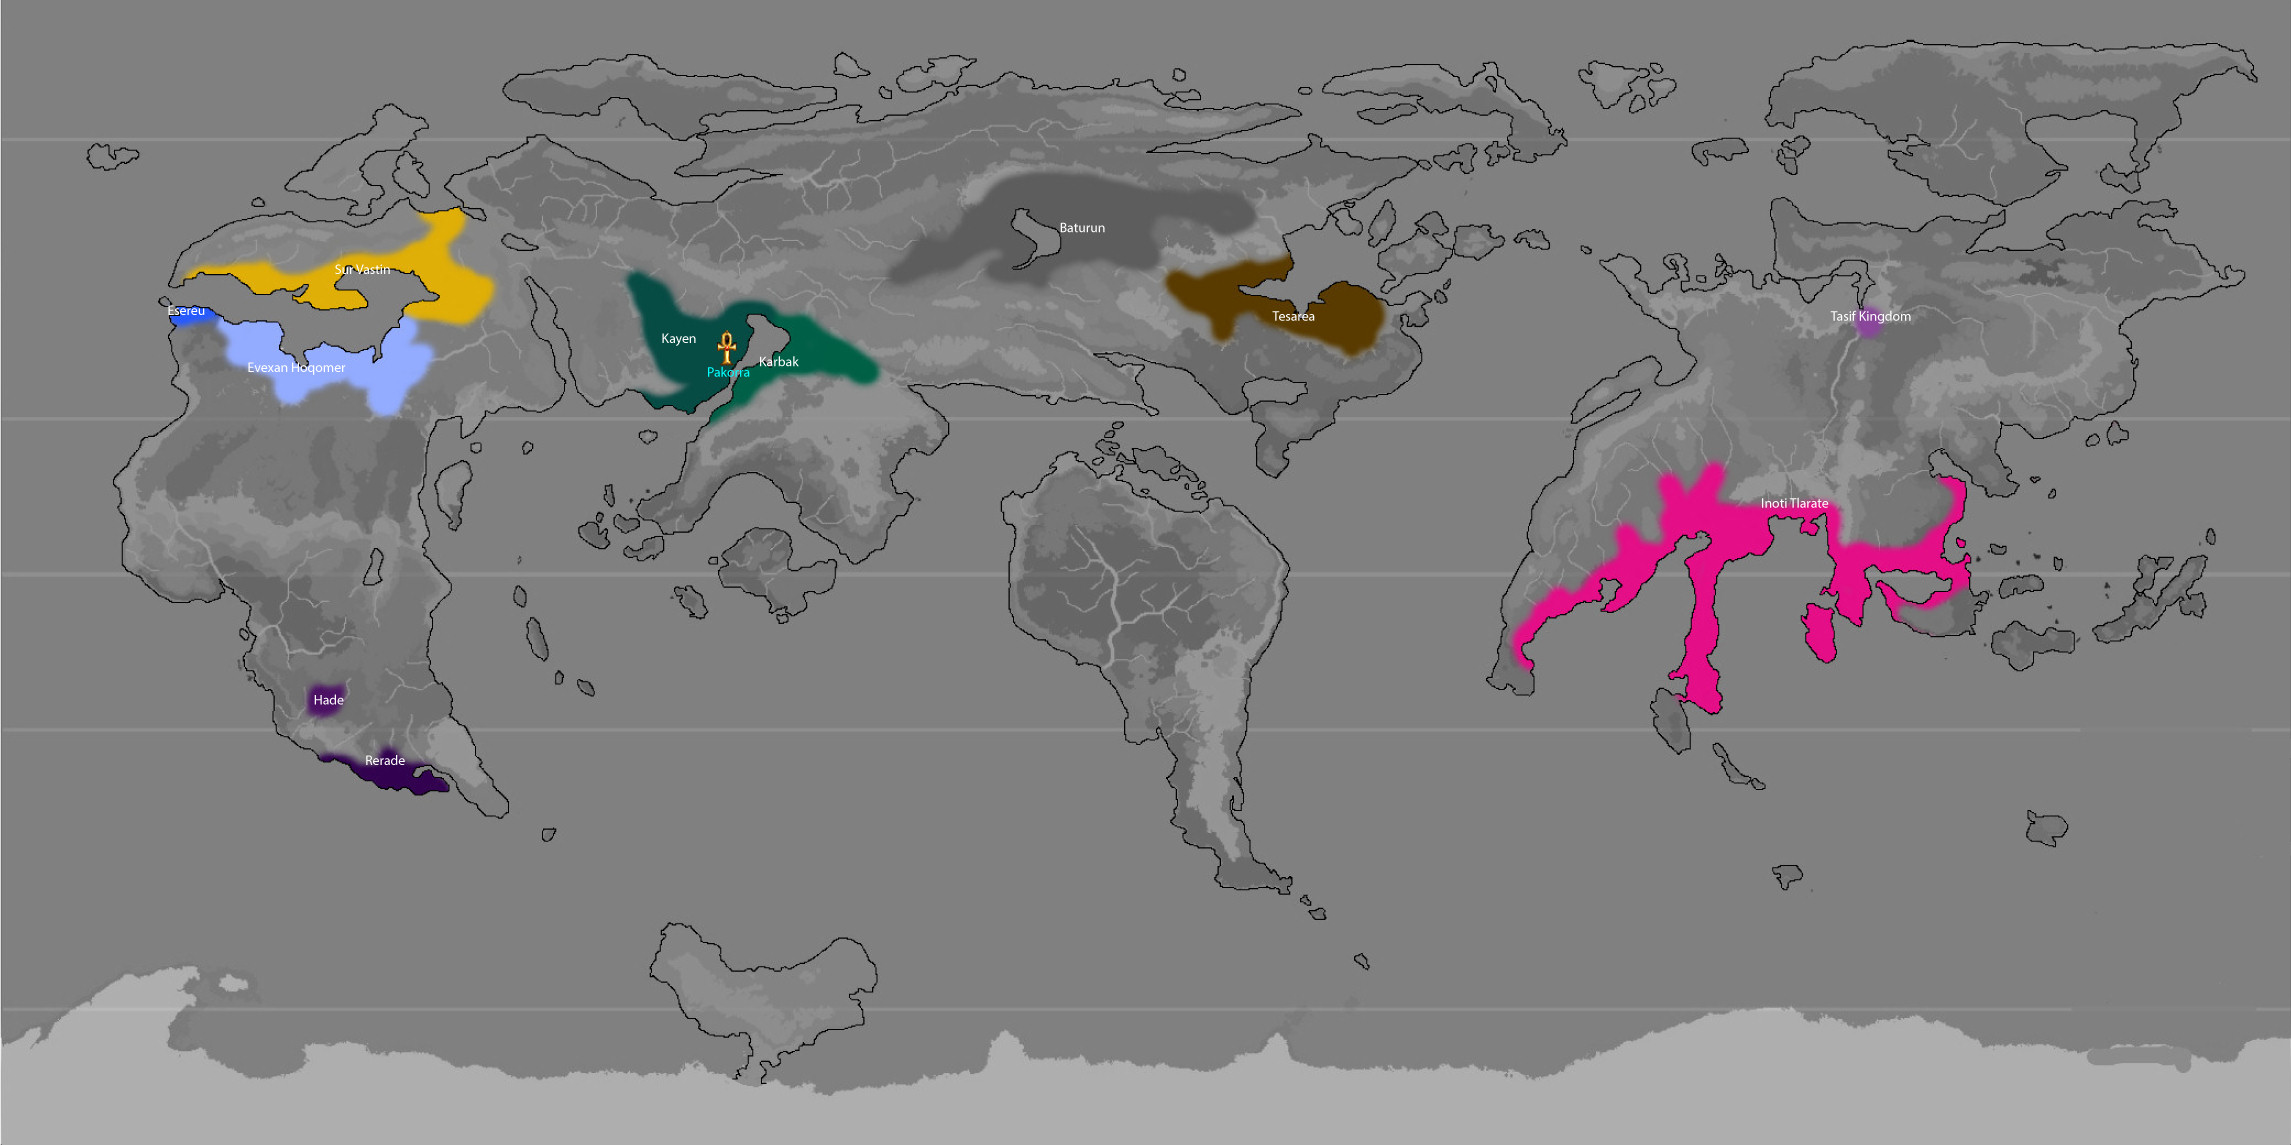 Baturun
Sur Vastin
Esereu
Tesarea
Tasif Kingdom
Kayen
Karbak
Evexan Hoqomer
Pakorra
Inoti Tlarate
Hade
Rerade